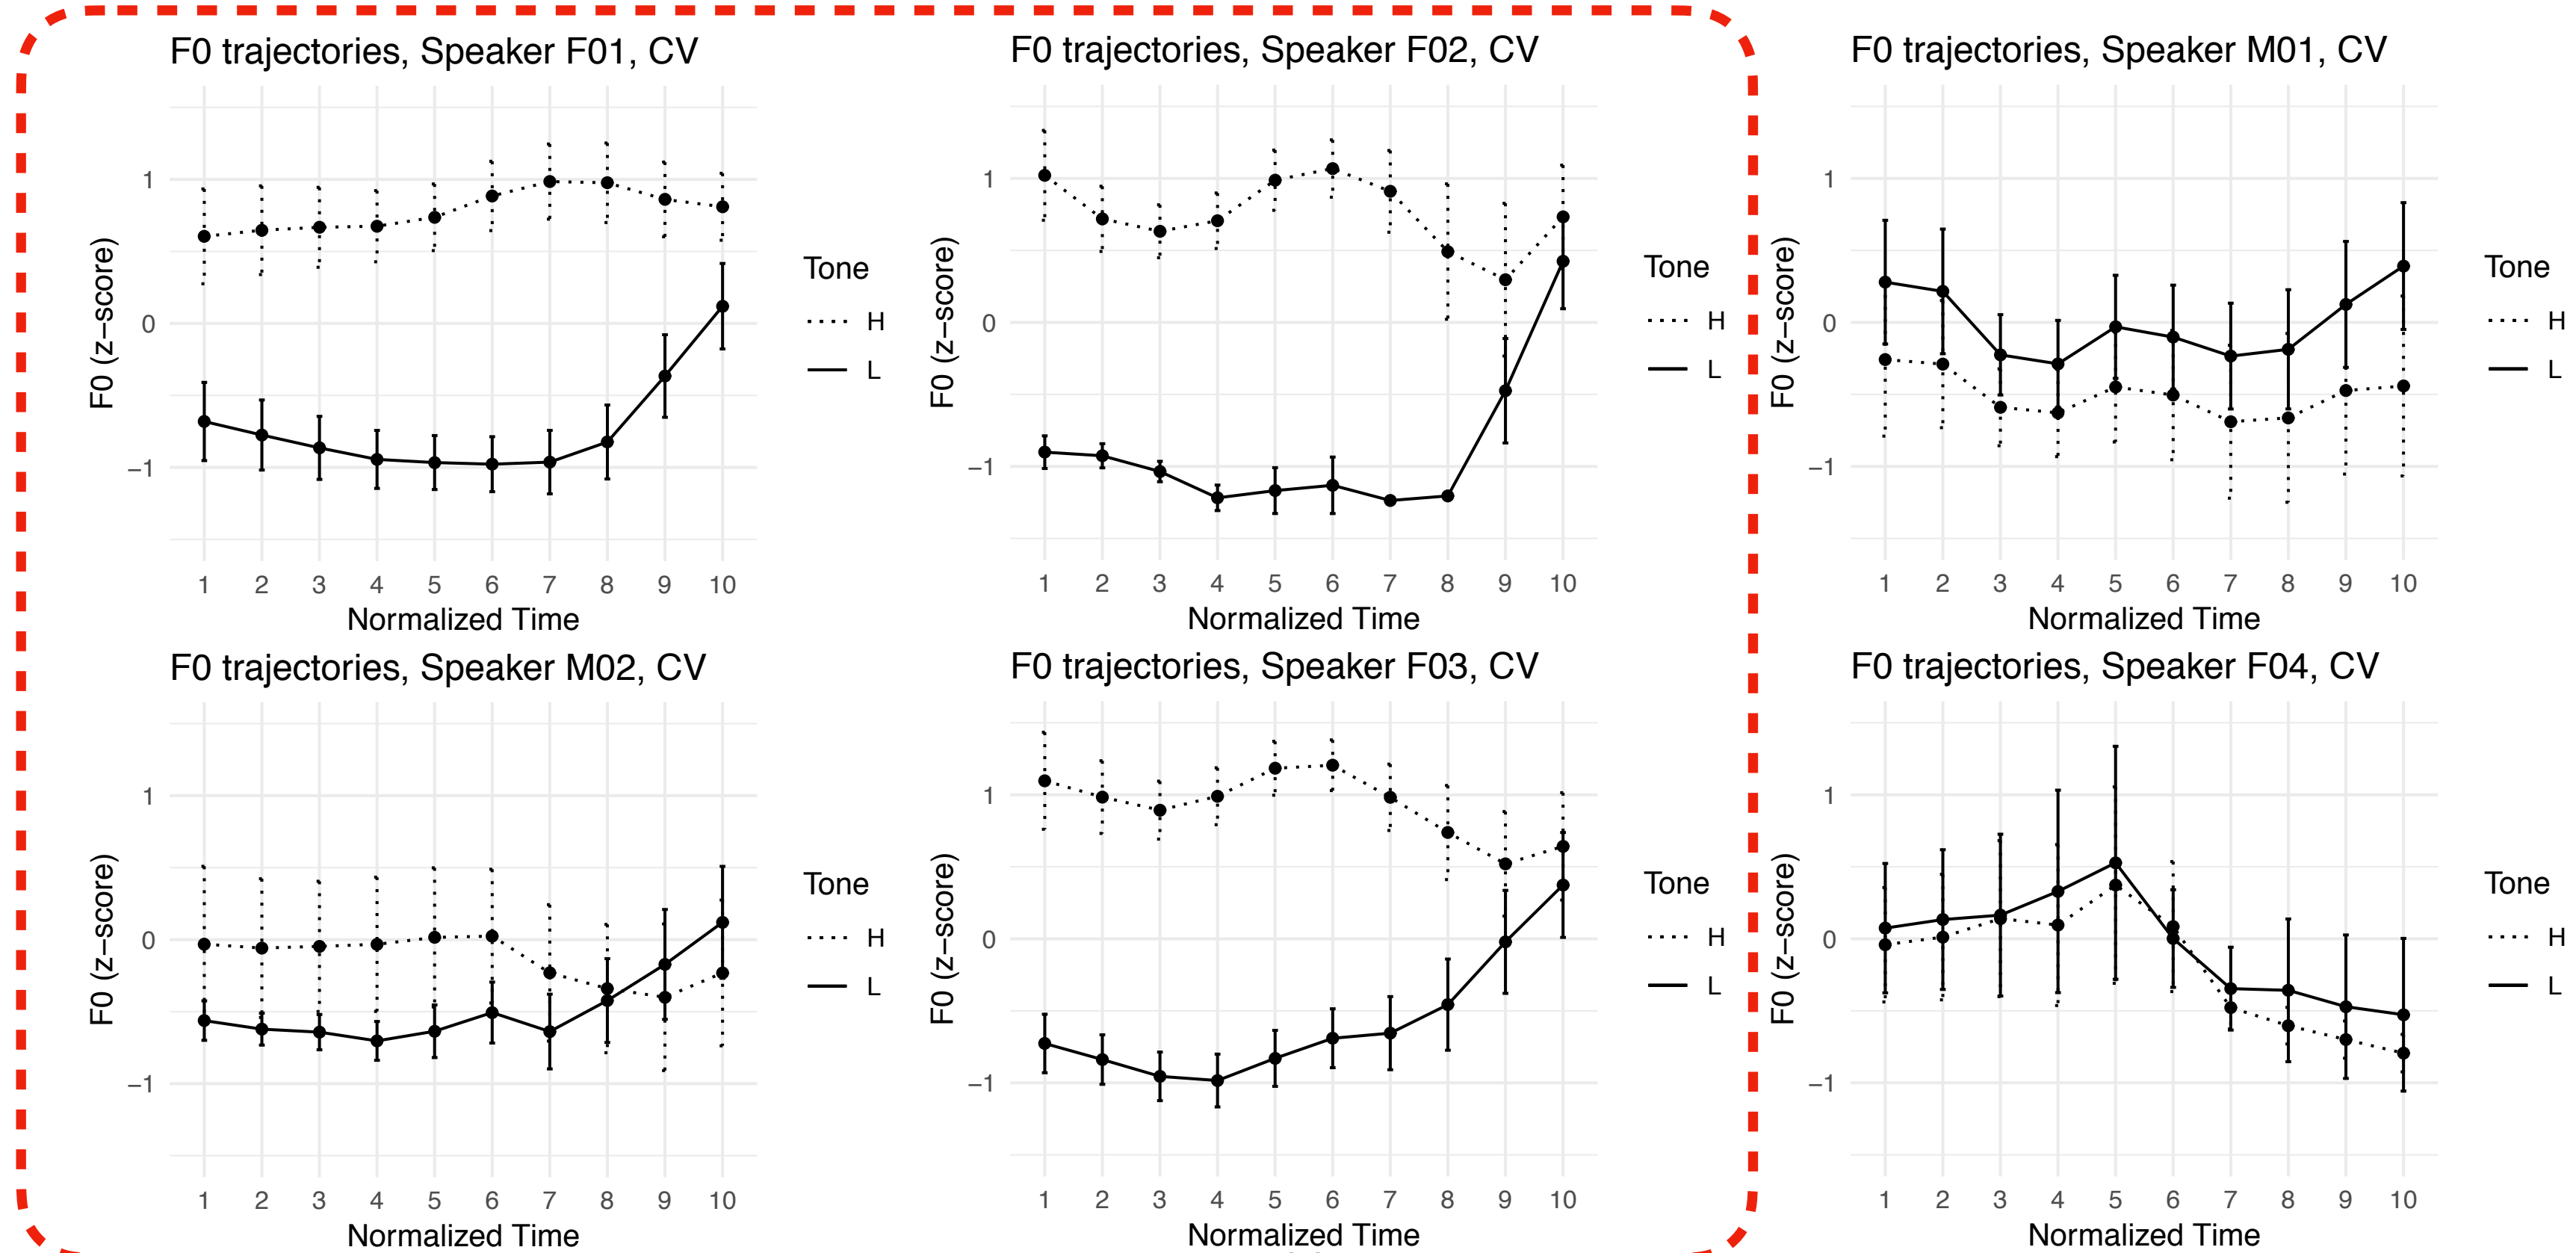 F0 trajectories, Speaker F01, CV
F0 (z−score)
1
0
−1
1 2 3 4 5 6 7 8 9 10
Normalized Time
Tone
H
L
F0 trajectories, Speaker F02, CV
F0 (z−score)
1
0
−1
1 2 3 4 5 6 7 8 9 10
Normalized Time
Tone
H
L
F0 trajectories, Speaker M01, CV
F0 (z−score)
1
0
−1
1 2 3 4 5 6 7 8 9 10
Normalized Time
Tone
H
L
F0 trajectories, Speaker M02, CV
F0 (z−score)
1
0
−1
1 2 3 4 5 6 7 8 9 10
Normalized Time
Tone
H
L
F0 trajectories, Speaker F03, CV
F0 (z−score)
1
0
−1
1 2 3 4 5 6 7 8 9 10
Normalized Time
Tone
H
L
F0 trajectories, Speaker F04, CV
F0 (z−score)
1
0
−1
1 2 3 4 5 6 7 8 9 10
Normalized Time
Tone
H
L